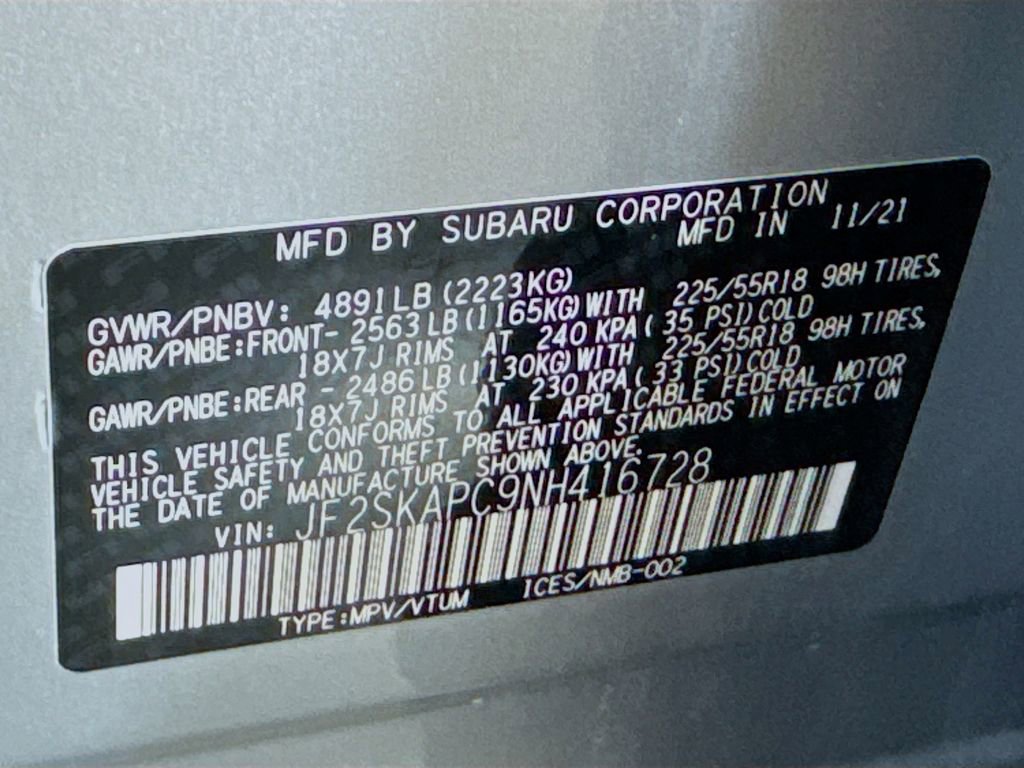 MFD BY SUBARU CORPORATION
MFD IN 11/21
GVWR/PNBV: 4891LB(2223KG)
GAWR/PNBE:FRONT- 2563LB(1165KG)WITH 225/55R18 98H TIRES,
18X7J RIMS AT 240 KPA( 35 PSI)COLD
GAWR/PNBE:REAR - 2486LB(1130KG)WITH 225/55R18 98H TIRES,
18X7J RIMS AT 230 KPA( 33 PSI)COLD
THIS VEHICLE CONFORMS TO ALL APPLICABLE FEDERAL MOTOR
VEHICLE SAFETY AND THEFT PREVENTION STANDARDS IN EFFECT ON
THE DATE OF MANUFACTURE SHOWN ABOVE.
VIN: JF2SKAPC9NH416728
TYPE:MPV/VTUM ICES/NMB-002